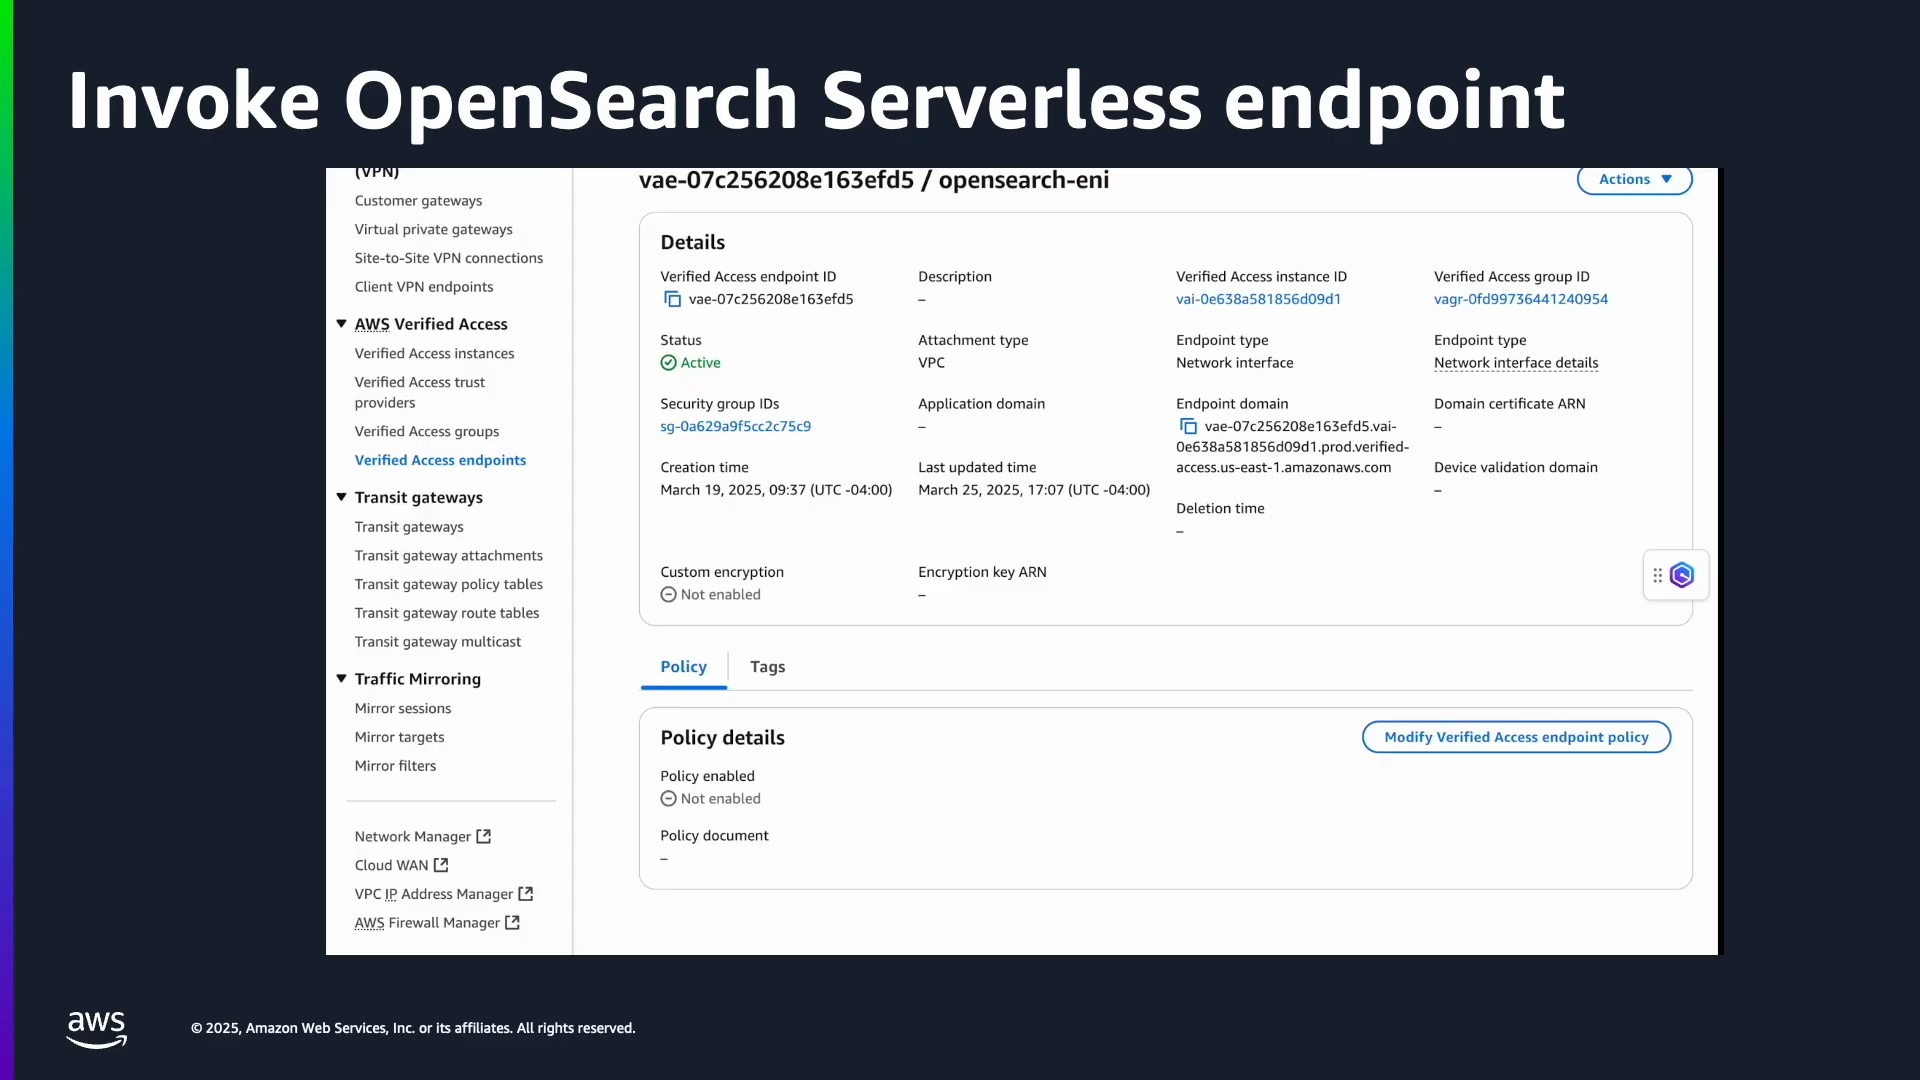 Invoke OpenSearch Serverless endpoint
(VPN)
Customer gateways
Virtual private gateways
Site-to-Site VPN connections
Client VPN endpoints
AWS Verified Access
Verified Access instances
Verified Access trust
providers
Verified Access groups
Verified Access endpoints
Transit gateways
Transit gateways
Transit gateway attachments
Transit gateway policy tables
Transit gateway route tables
Transit gateway multicast
Traffic Mirroring
Mirror sessions
Mirror targets
Mirror filters
Network Manager
Cloud WAN
VPC IP Address Manager
AWS Firewall Manager
vae-07c256208e163efd5 / opensearch-eni
Actions
Details
Verified Access endpoint ID
vae-07c256208e163efd5
Description
–
Verified Access instance ID
vai-0e638a581856d09d1
Verified Access group ID
vagr-0fd99736441240954
Status
Active
Attachment type
VPC
Endpoint type
Network interface
Endpoint type
Network interface details
Security group IDs
sg-0a629a9f5cc2c75c9
Application domain
–
Endpoint domain
vae-07c256208e163efd5.vai-
0e638a581856d09d1.prod.verified-
access.us-east-1.amazonaws.com
Domain certificate ARN
–
Creation time
March 19, 2025, 09:37 (UTC -04:00)
Last updated time
March 25, 2025, 17:07 (UTC -04:00)
Deletion time
–
Device validation domain
–
Custom encryption
Not enabled
Encryption key ARN
–
Policy
Tags
Policy details
Modify Verified Access endpoint policy
Policy enabled
Not enabled
Policy document
–
aws
© 2025, Amazon Web Services, Inc. or its affiliates. All rights reserved.